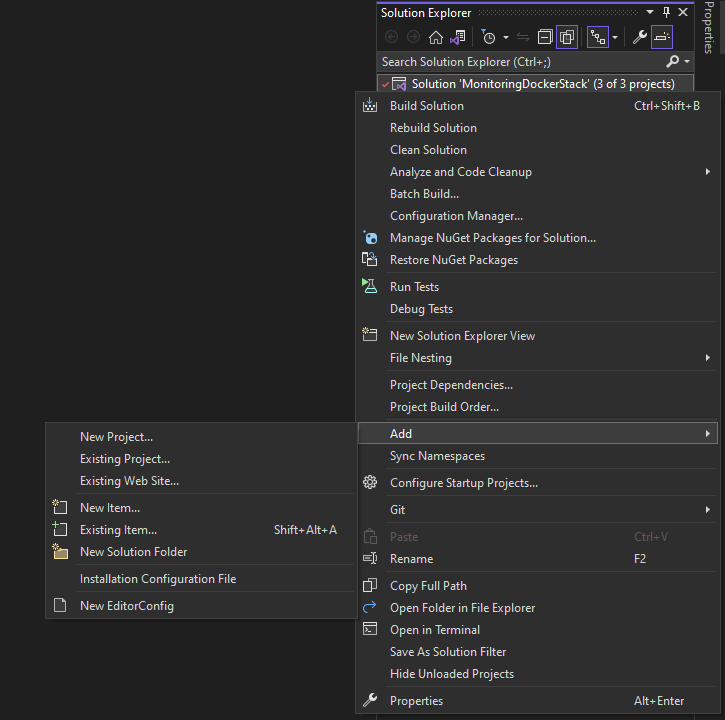 Solution Explorer
Properties
Search Solution Explorer (Ctrl+;)
Solution 'MonitoringDockerStack' (3 of 3 projects)
Build Solution Ctrl+Shift+B
Rebuild Solution
Clean Solution
Analyze and Code Cleanup
Batch Build...
Configuration Manager...
Manage NuGet Packages for Solution...
Restore NuGet Packages
Run Tests
Debug Tests
New Solution Explorer View
File Nesting
Project Dependencies...
Project Build Order...
Add
Sync Namespaces
Configure Startup Projects...
Git
Paste Ctrl+V
Rename F2
Copy Full Path
Open Folder in File Explorer
Open in Terminal
Save As Solution Filter
Hide Unloaded Projects
Properties Alt+Enter
New Project...
Existing Project...
Existing Web Site...
New Item...
Existing Item... Shift+Alt+A
New Solution Folder
Installation Configuration File
New EditorConfig